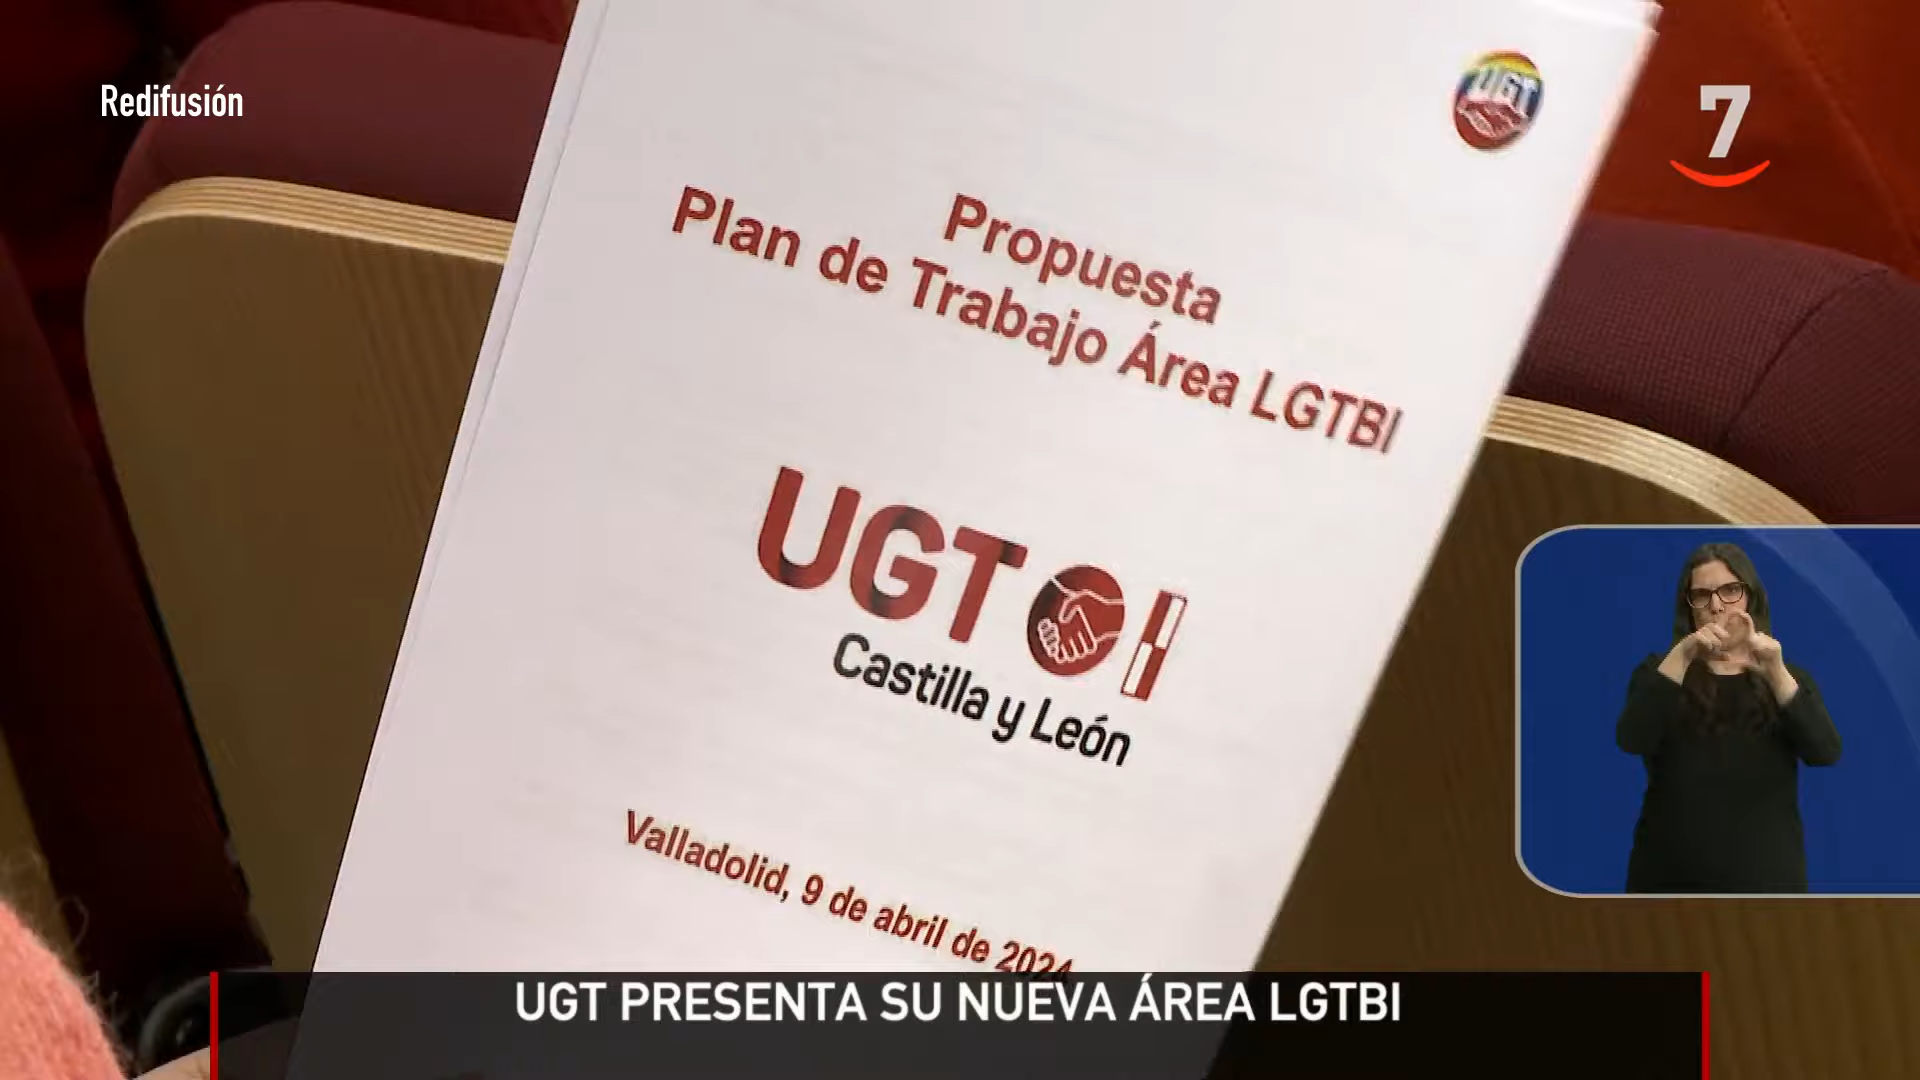 Redifusión
7
UGT
Propuesta
Plan de Trabajo Área LGTBI
UGT
Castilla y León
Valladolid, 9 de abril de 2024
UGT PRESENTA SU NUEVA ÁREA LGTBI